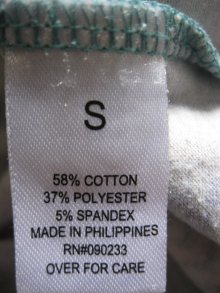 S
58% COTTON
37% POLYESTER
5% SPANDEX
MADE IN PHILIPPINES
RN#090233
OVER FOR CARE